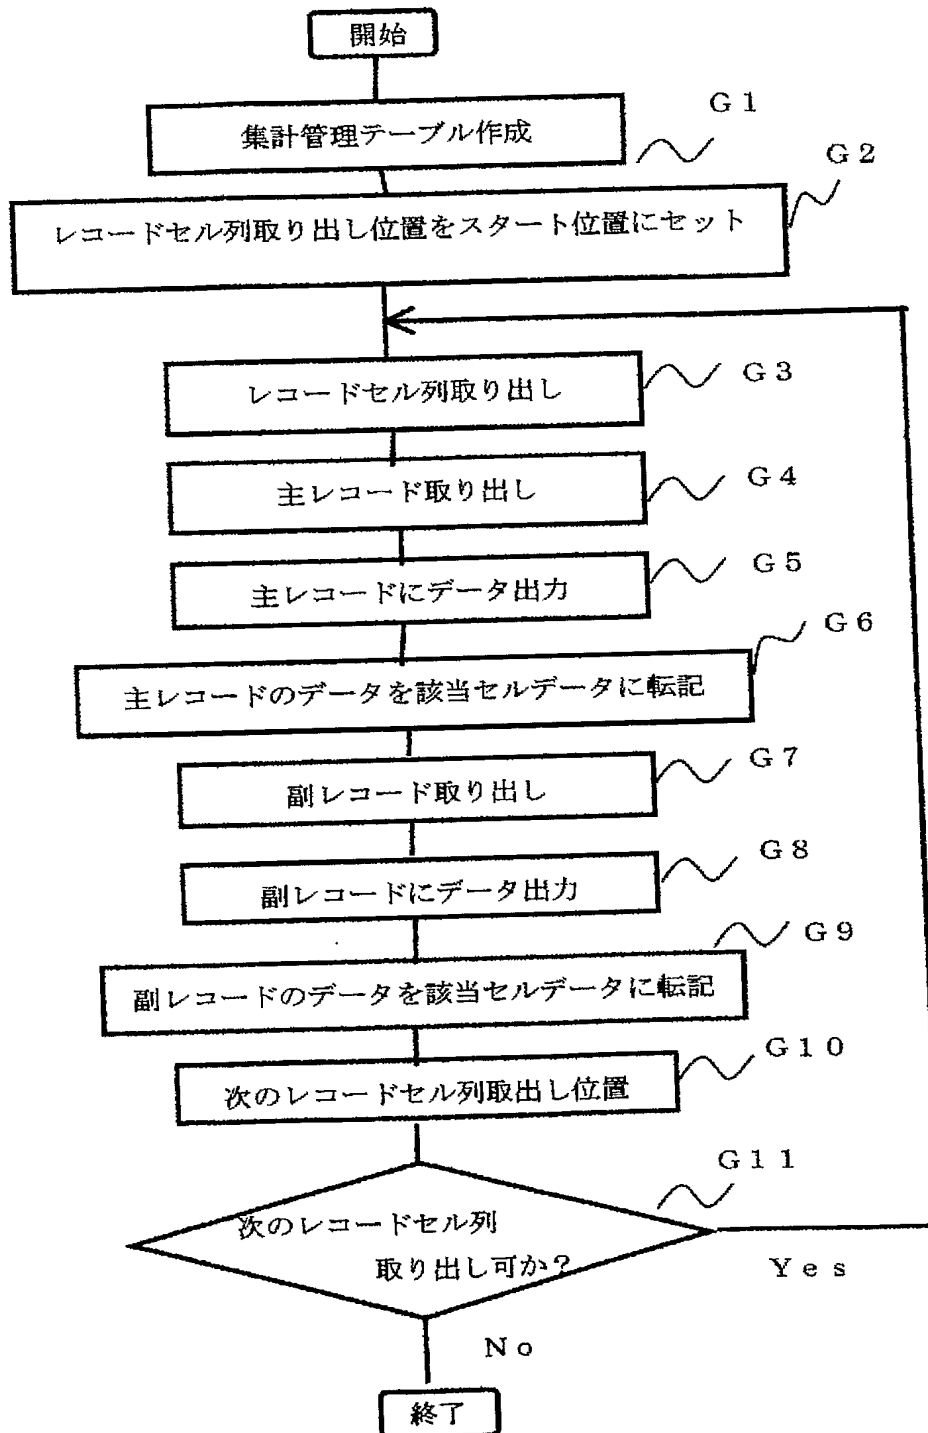 開始
集計管理テーブル作成
G1
レコードセル列取り出し位置をスタート位置にセット
G2
レコードセル列取り出し
G3
主レコード取り出し
G4
主レコードにデータ出力
G5
主レコードのデータを該当セルデータに転記
G6
副レコード取り出し
G7
副レコードにデータ出力
G8
副レコードのデータを該当セルデータに転記
G9
次のレコードセル列取出し位置
G10
次のレコードセル列
取り出し可か?
G11
Yes
No
終了